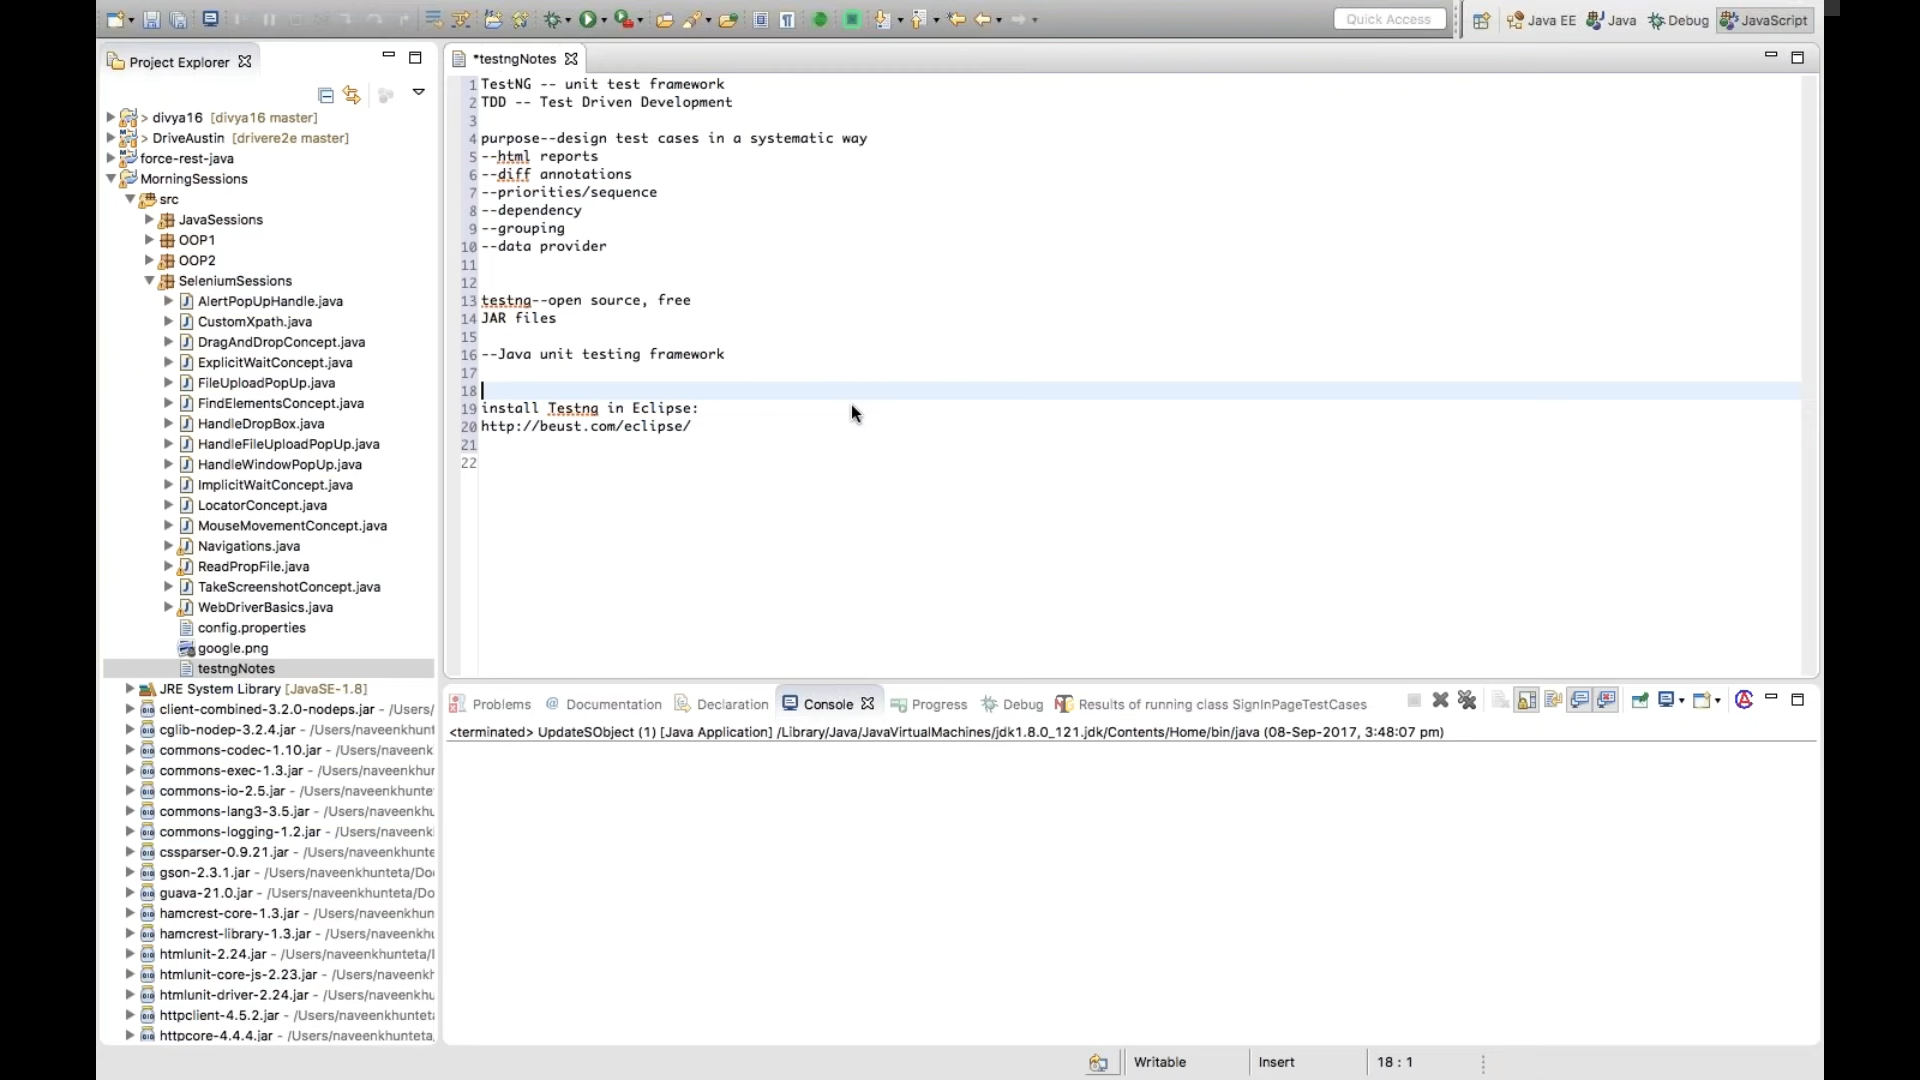 Quick Access
Java EE
Java
Debug
JavaScript
Project Explorer
> divya16 [divya16 master]
> DriveAustin [drivere2e master]
force-rest-java
MorningSessions
src
JavaSessions
OOP1
OOP2
SeleniumSessions
AlertPopUpHandle.java
CustomXpath.java
DragAndDropConcept.java
ExplicitWaitConcept.java
FileUploadPopUp.java
FindElementsConcept.java
HandleDropBox.java
HandleFileUploadPopUp.java
HandleWindowPopUp.java
ImplicitWaitConcept.java
LocatorConcept.java
MouseMovementConcept.java
Navigations.java
ReadPropFile.java
TakeScreenshotConcept.java
WebDriverBasics.java
config.properties
google.png
testngNotes
JRE System Library [JavaSE-1.8]
client-combined-3.2.0-nodeps.jar - /Users/
cglib-nodep-3.2.4.jar - /Users/naveenkhunt
commons-codec-1.10.jar - /Users/naveenk
commons-exec-1.3.jar - /Users/naveenkhur
commons-io-2.5.jar - /Users/naveenkhunte
commons-lang3-3.5.jar - /Users/naveenkhu
commons-logging-1.2.jar - /Users/naveenk
cssparser-0.9.21.jar - /Users/naveenkhunte
gson-2.3.1.jar - /Users/naveenkhunteta/Do
guava-21.0.jar - /Users/naveenkhunteta/Do
hamcrest-core-1.3.jar - /Users/naveenkhun
hamcrest-library-1.3.jar - /Users/naveenkh
htmlunit-2.24.jar - /Users/naveenkhunteta/
htmlunit-core-js-2.23.jar - /Users/naveenkh
htmlunit-driver-2.24.jar - /Users/naveenkhu
httpclient-4.5.2.jar - /Users/naveenkhunteta
httpcore-4.4.4.jar - /Users/naveenkhunteta
*testngNotes
1 TestNG -- unit test framework
2 TDD -- Test Driven Development
3
4 purpose--design test cases in a systematic way
5 --html reports
6 --diff annotations
7 --priorities/sequence
8 --dependency
9 --grouping
10 --data provider
11
12
13 testng--open source, free
14 JAR files
15
16 --Java unit testing framework
17
18
19 install Testng in Eclipse:
20 http://beust.com/eclipse/
21
22
Problems
@ Documentation
Declaration
Console
Progress
Debug
Results of running class SignInPageTestCases
<terminated> UpdateSObject (1) [Java Application] /Library/Java/JavaVirtualMachines/jdk1.8.0_121.jdk/Contents/Home/bin/java (08-Sep-2017, 3:48:07 pm)
Writable
Insert
18 : 1